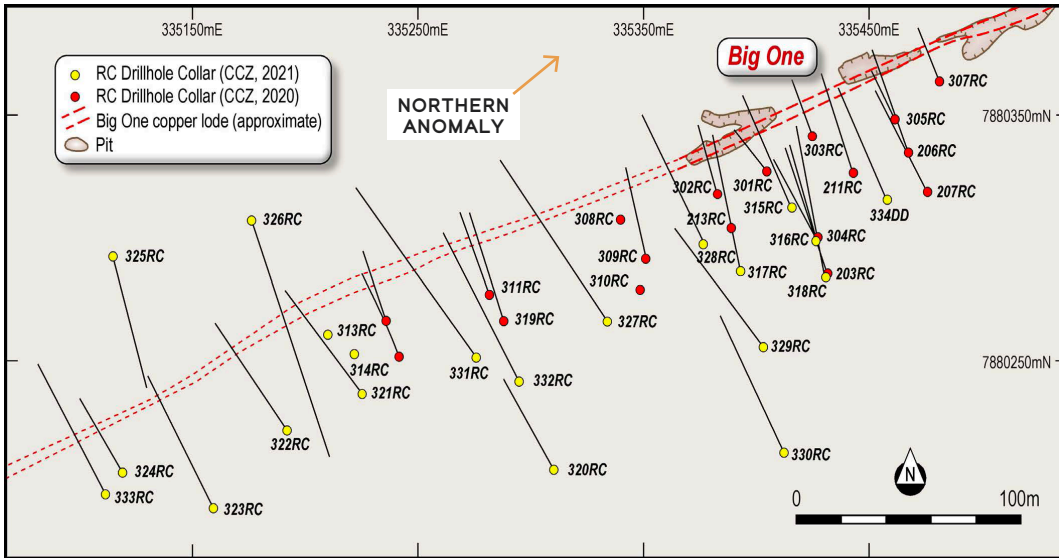 335150mE
335250mE
335350mE
335450mE
RC Drillhole Collar (CCZ, 2021)
RC Drillhole Collar (CCZ, 2020)
Big One copper lode (approximate)
Pit
NORTHERN
ANOMALY
Big One
307RC
7880350mN
305RC
303RC
206RC
301RC
211RC
302RC
207RC
315RC
334DD
326RC
308RC
213RC
316RC
304RC
328RC
325RC
309RC
317RC
203RC
318RC
310RC
311RC
319RC
327RC
313RC
329RC
314RC
331RC
7880250mN
332RC
321RC
322RC
330RC
320RC
324RC
333RC
323RC
N
0
100m